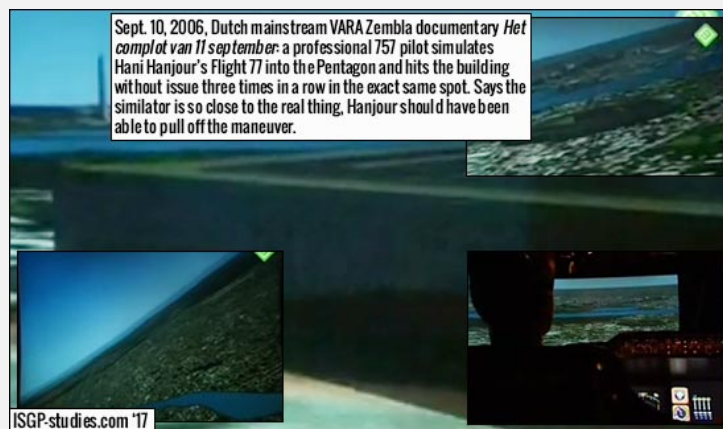 Sept. 10, 2006, Dutch mainstream VARA Zembla documentary Het
complot van 11 september: a professional 757 pilot simulates
Hani Hanjour's Flight 77 into the Pentagon and hits the building
without issue three times in a row in the exact same spot. Says the
similator is so close to the real thing, Hanjour should have been
able to pull off the maneuver.
ISGP-studies.com '17